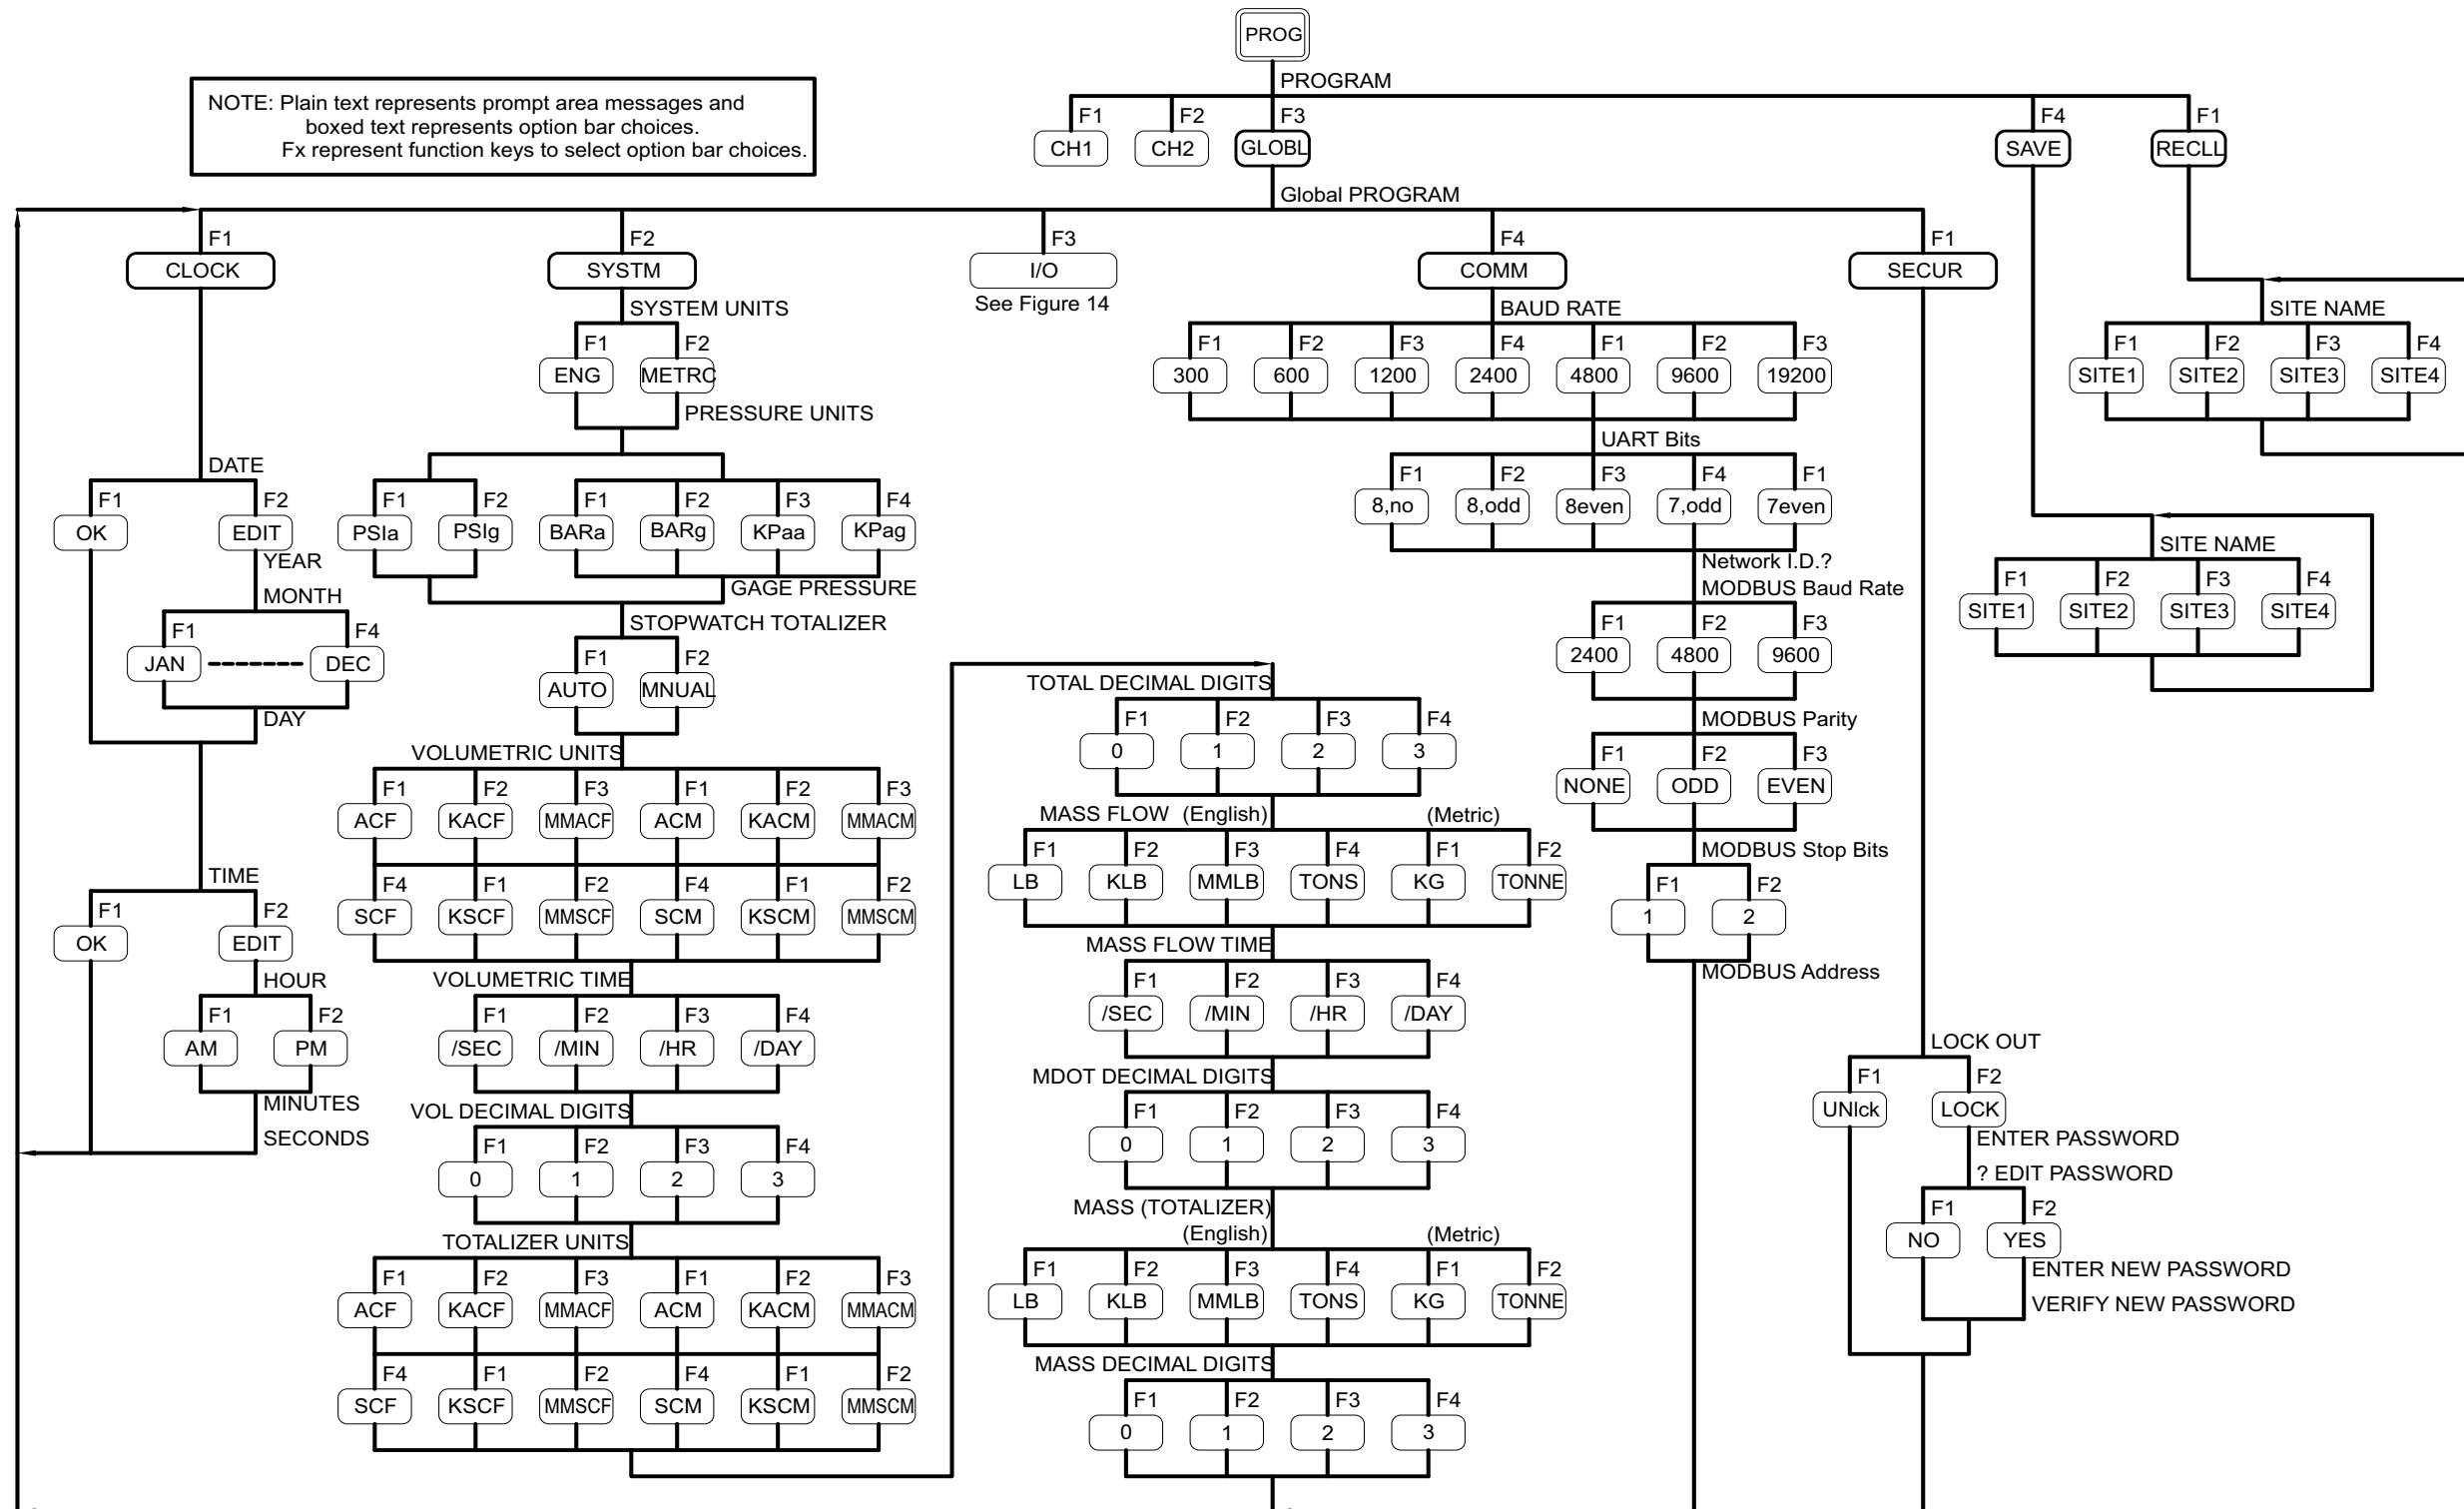 PROG
PROGRAM
NOTE: Plain text represents prompt area messages and
boxed text represents option bar choices.
Fx represent function keys to select option bar choices.
F1 F2 F3 F4 F1
CH1 CH2 GLOBL SAVE RECLL
Global PROGRAM
F1 F2 F3 F4 F1
CLOCK SYSTM I/O COMM SECUR
See Figure 14
DATE
F1 F2
OK EDIT
YEAR
MONTH
F1 F4
JAN DEC
DAY
TIME
F1 F2
OK EDIT
HOUR
F1 F2
AM PM
MINUTES
SECONDS
SYSTEM UNITS
F1 F2
ENG METRC
PRESSURE UNITS
F1 F2 F1 F2 F3 F4
PSIa PSIg BARa BARg KPaa KPag
GAGE PRESSURE
STOPWATCH TOTALIZER
F1 F2
AUTO MNUAL
VOLUMETRIC UNITS
F1 F2 F3 F1 F2 F3
ACF KACF MMACF ACM KACM MMACM
F4 F1 F2 F4 F1 F2
SCF KSCF MMSCF SCM KSCM MMSCM
VOLUMETRIC TIME
F1 F2 F3 F4
/SEC /MIN /HR /DAY
VOL DECIMAL DIGITS
F1 F2 F3 F4
0 1 2 3
TOTALIZER UNITS
F1 F2 F3 F1 F2 F3
ACF KACF MMACF ACM KACM MMACM
F4 F1 F2 F4 F1 F2
SCF KSCF MMSCF SCM KSCM MMSCM
TOTAL DECIMAL DIGITS
F1 F2 F3 F4
0 1 2 3
MASS FLOW (English) (Metric)
F1 F2 F3 F4 F1 F2
LB KLB MMLB TONS KG TONNE
MASS FLOW TIME
F1 F2 F3 F4
/SEC /MIN /HR /DAY
MDOT DECIMAL DIGITS
F1 F2 F3 F4
0 1 2 3
MASS (TOTALIZER)
(English) (Metric)
F1 F2 F3 F4 F1 F2
LB KLB MMLB TONS KG TONNE
MASS DECIMAL DIGITS
F1 F2 F3 F4
0 1 2 3
BAUD RATE
F1 F2 F3 F4 F1 F2 F3
300 600 1200 2400 4800 9600 19200
UART Bits
F1 F2 F3 F4 F1
8,no 8,odd 8even 7,odd 7even
Network I.D.?
MODBUS Baud Rate
F1 F2 F3
2400 4800 9600
MODBUS Parity
F1 F2 F3
NONE ODD EVEN
MODBUS Stop Bits
F1 F2
1 2
MODBUS Address
LOCK OUT
F1 F2
UNlck LOCK
ENTER PASSWORD
? EDIT PASSWORD
F1 F2
NO YES
ENTER NEW PASSWORD
VERIFY NEW PASSWORD
SITE NAME
F1 F2 F3 F4
SITE1 SITE2 SITE3 SITE4
SITE NAME
F1 F2 F3 F4
SITE1 SITE2 SITE3 SITE4